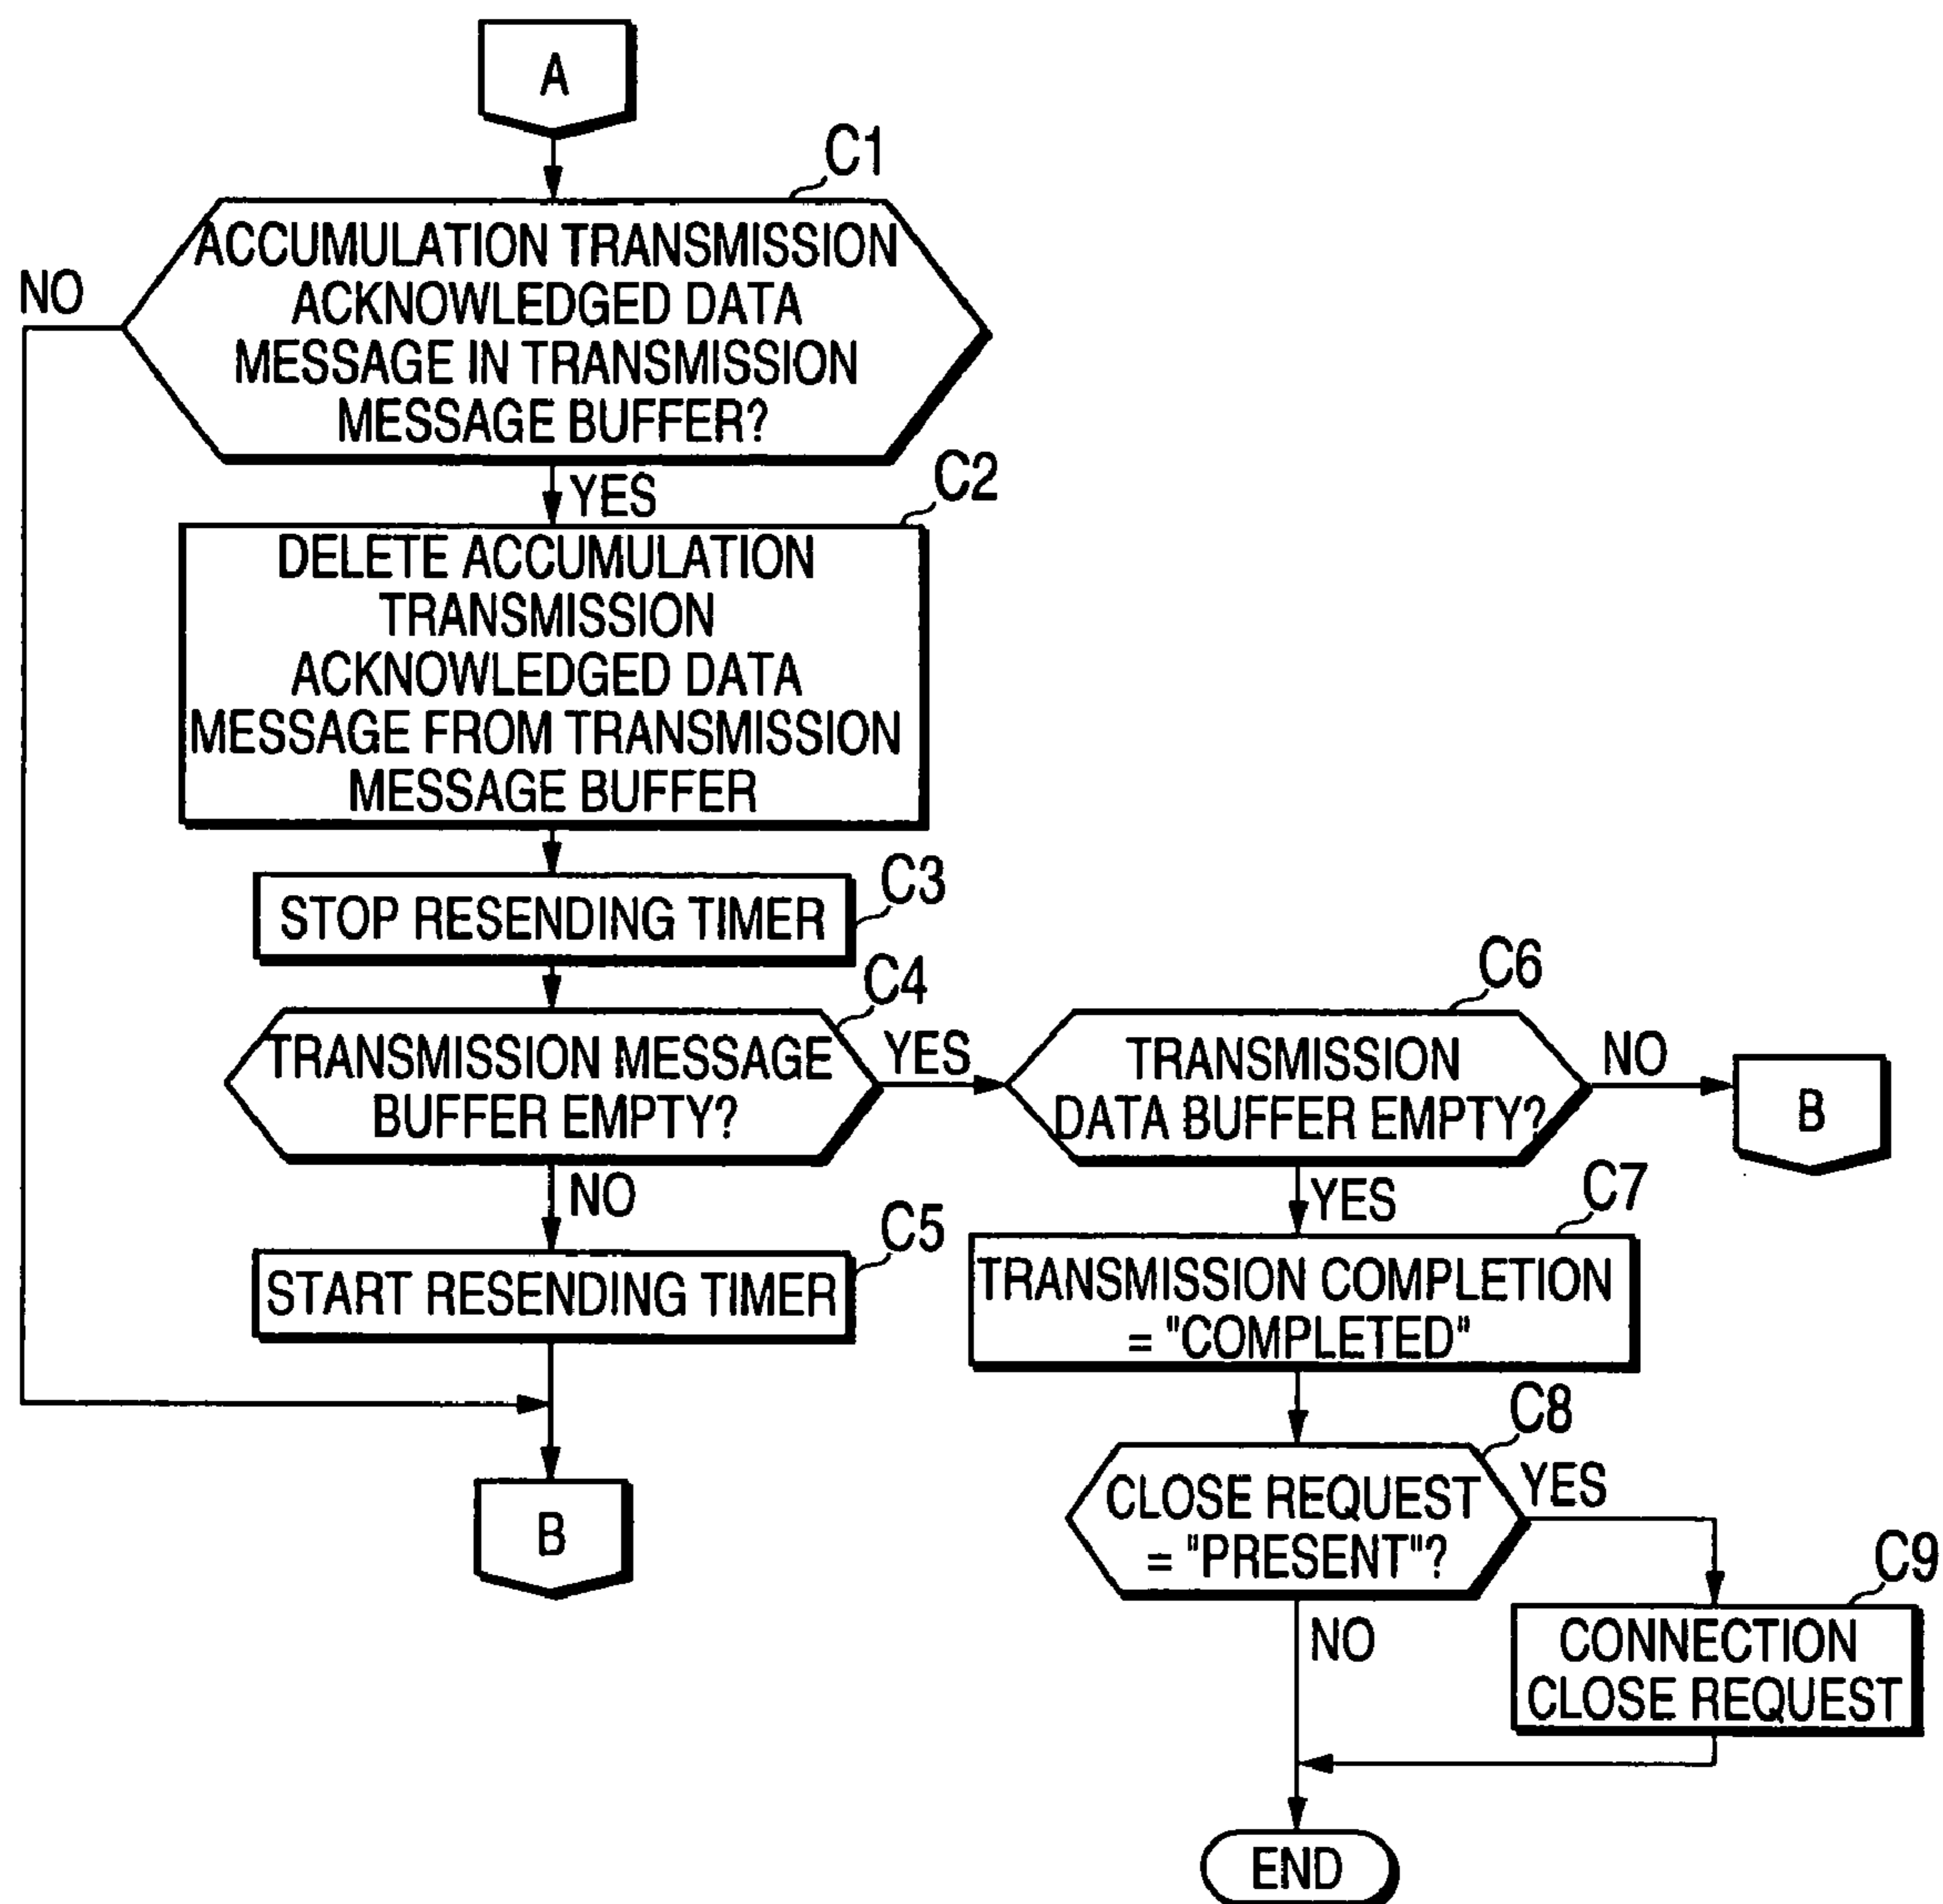 A
C1
ACCUMULATION TRANSMISSION
ACKNOWLEDGED DATA
MESSAGE IN TRANSMISSION
MESSAGE BUFFER?
NO
YES
C2
DELETE ACCUMULATION
TRANSMISSION
ACKNOWLEDGED DATA
MESSAGE FROM TRANSMISSION
MESSAGE BUFFER
C3
STOP RESENDING TIMER
C4
TRANSMISSION MESSAGE
BUFFER EMPTY?
YES
NO
C5
START RESENDING TIMER
B
C6
TRANSMISSION
DATA BUFFER EMPTY?
NO
B
YES
C7
TRANSMISSION COMPLETION
= "COMPLETED"
C8
CLOSE REQUEST
= "PRESENT"?
YES
NO
C9
CONNECTION
CLOSE REQUEST
END